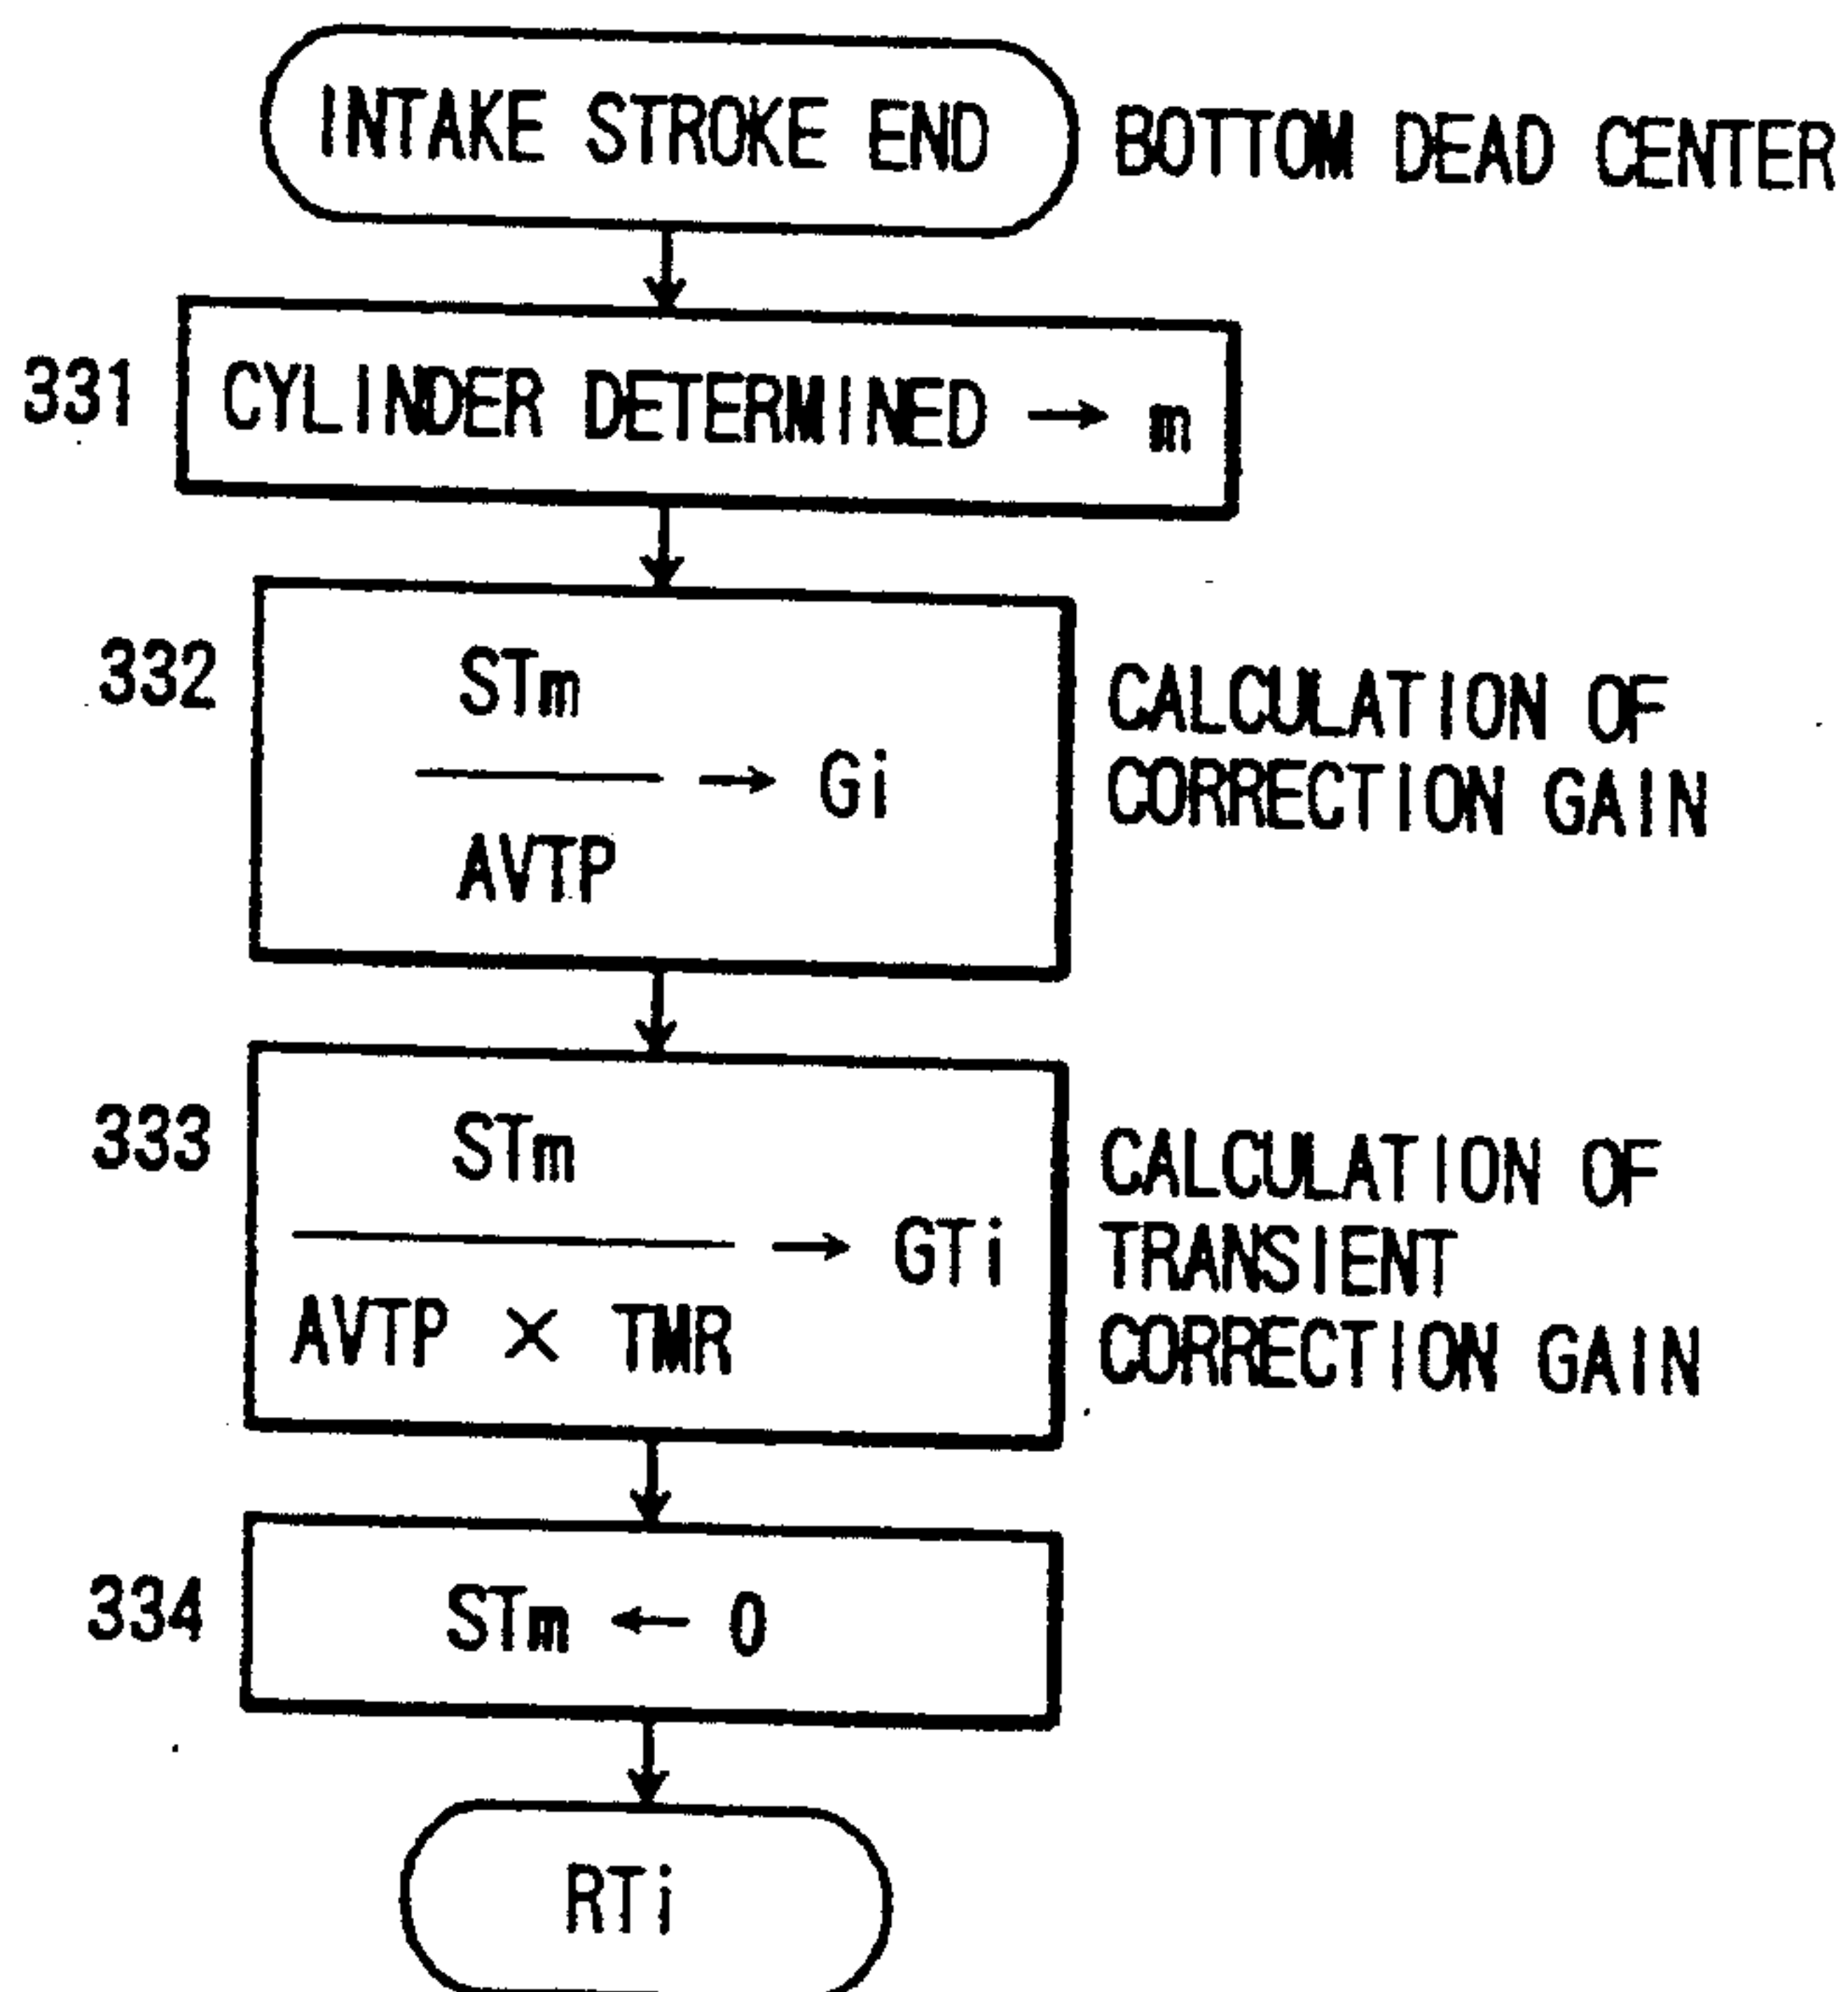 INTAKE STROKE END
BOTTOM DEAD CENTER
331
CYLINDER DETERMINED → m
332
STm
→ Gi
AVTP
CALCULATION OF
CORRECTION GAIN
333
STm
→ GTi
AVTP × TMR
CALCULATION OF
TRANSIENT
CORRECTION GAIN
334
STm ← 0
RTi